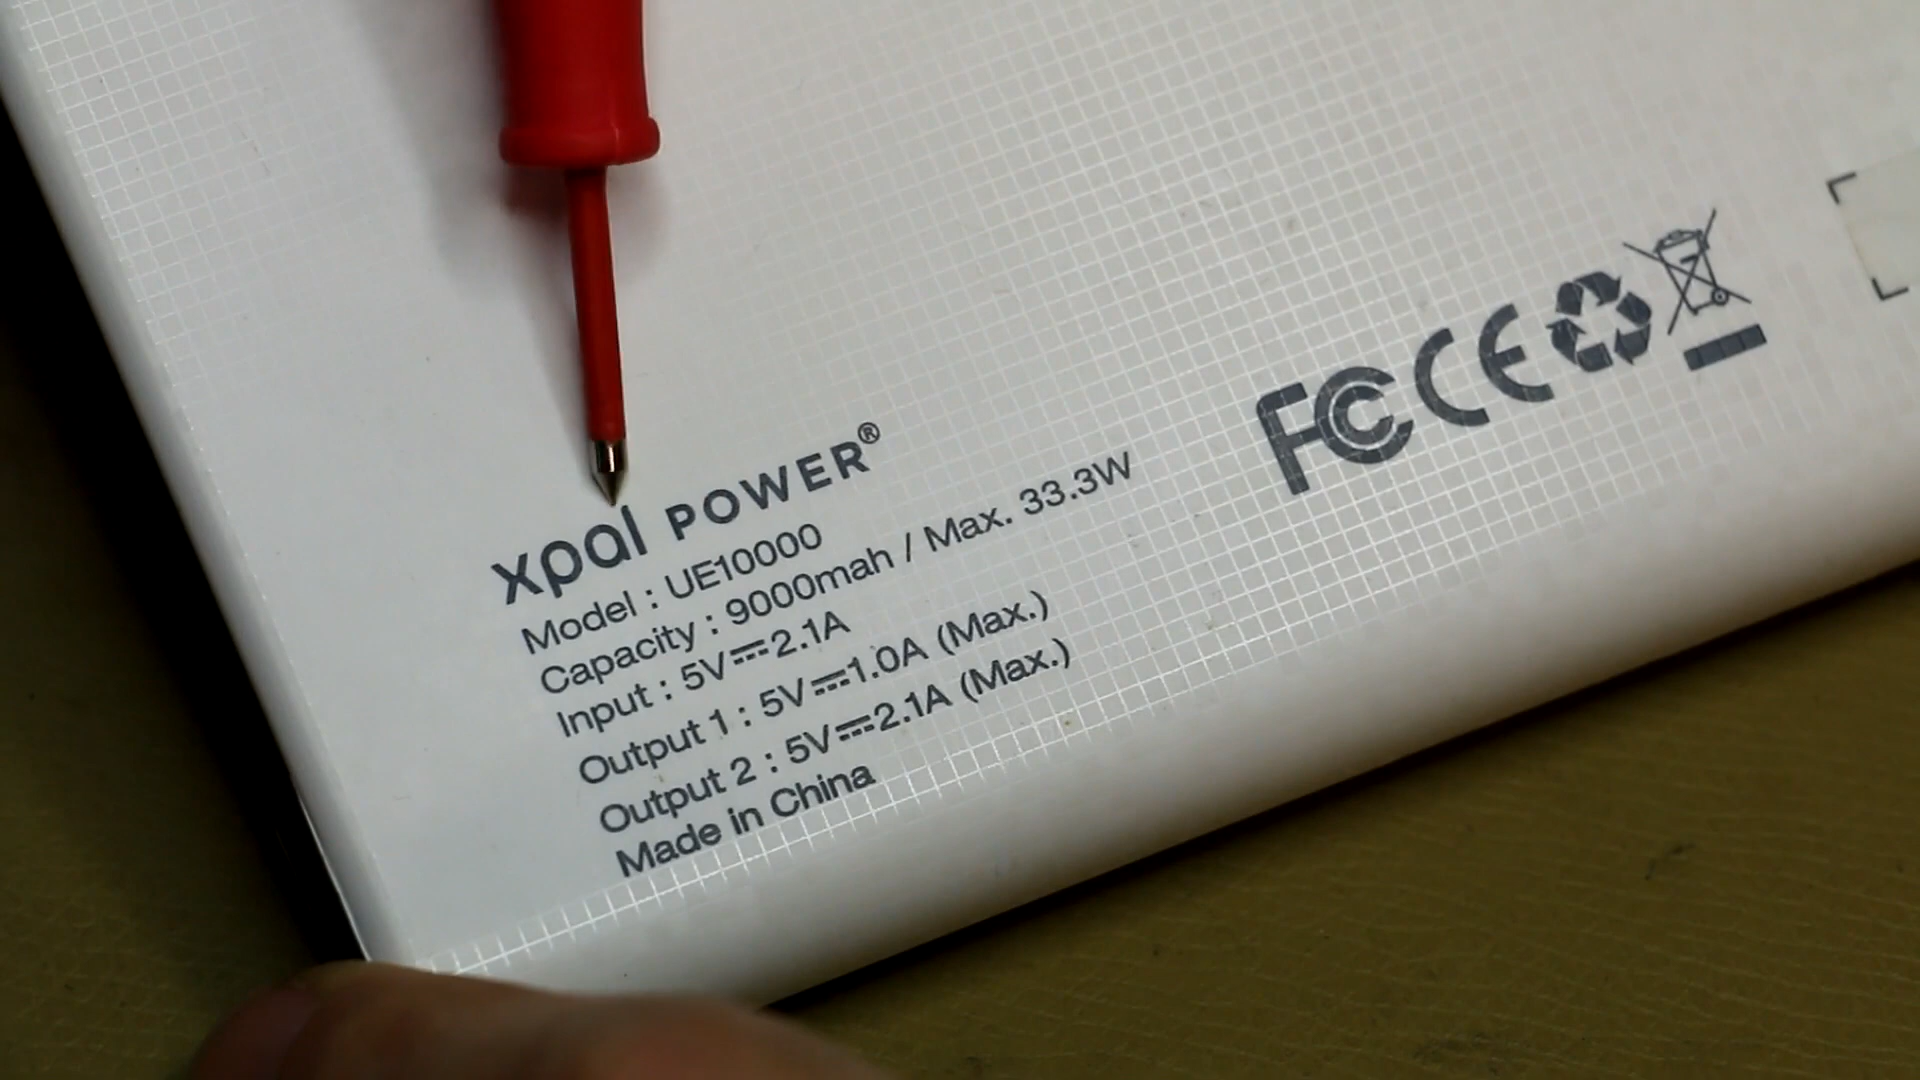 xpal POWER®
Model : UE10000
Capacity : 9000mah / Max. 33.3W
Input : 5V⎓2.1A
Output 1 : 5V⎓1.0A (Max.)
Output 2 : 5V⎓2.1A (Max.)
Made in China
FC CE